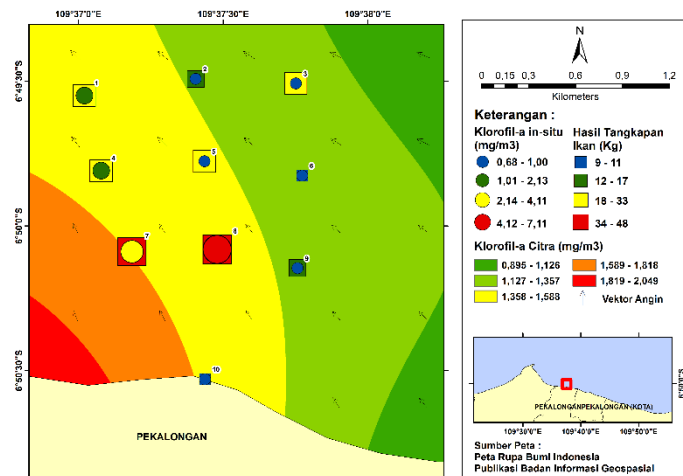 109°37'0"E 109°37'30"E 109°38'0"E
6°49'30"S
6°50'0"S
6°50'30"S
1
2
3
4
5
6
7
8
9
10
PEKALONGAN
N
0 0,15 0,3 0,6 0,9 1,2
Kilometers
Keterangan :
Klorofil-a in-situ
(mg/m3)
0,68 - 1,00
1,01 - 2,13
2,14 - 4,11
4,12 - 7,11
Hasil Tangkapan
Ikan (Kg)
9 - 11
12 - 17
18 - 33
34 - 48
Klorofil-a Citra (mg/m3)
0,895 - 1,126
1,127 - 1,357
1,358 - 1,588
1,589 - 1,818
1,819 - 2,049
Vektor Angin
PEKALONGAN PEKALONGAN (KOTA)
109°30'0"E 109°40'0"E 109°50'0"E
Sumber Peta :
Peta Rupa Bumi Indonesia
Publikasi Badan Informasi Geospasial